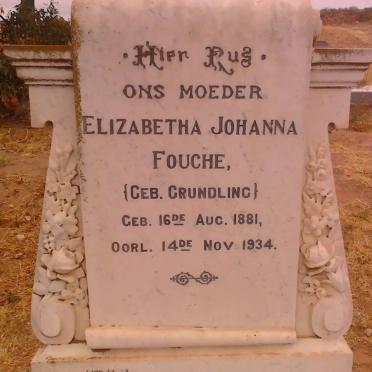 · Hier Rus ·
ONS MOEDER
ELIZABETHA JOHANNA
FOUCHE,
{GEB. GRUNDLING}
GEB. 16DE AUG. 1881,
OORL. 14DE NOV 1934.